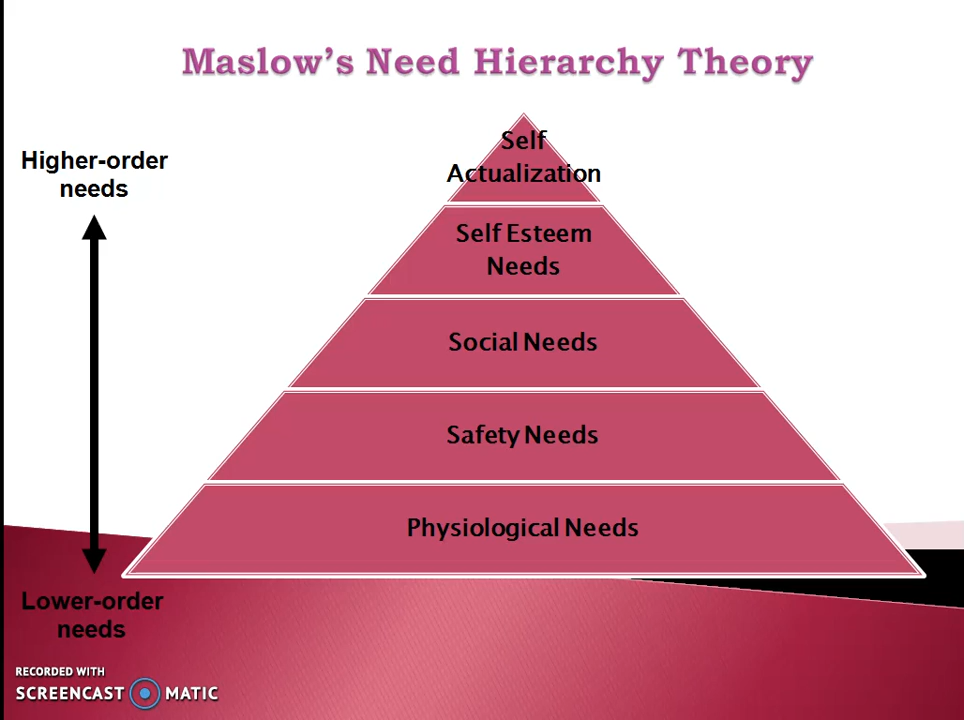 Maslow's Need Hierarchy Theory
Higher-order
needs
Self
Actualization
Self Esteem
Needs
Social Needs
Safety Needs
Physiological Needs
Lower-order
needs
RECORDED WITH
SCREENCAST MATIC